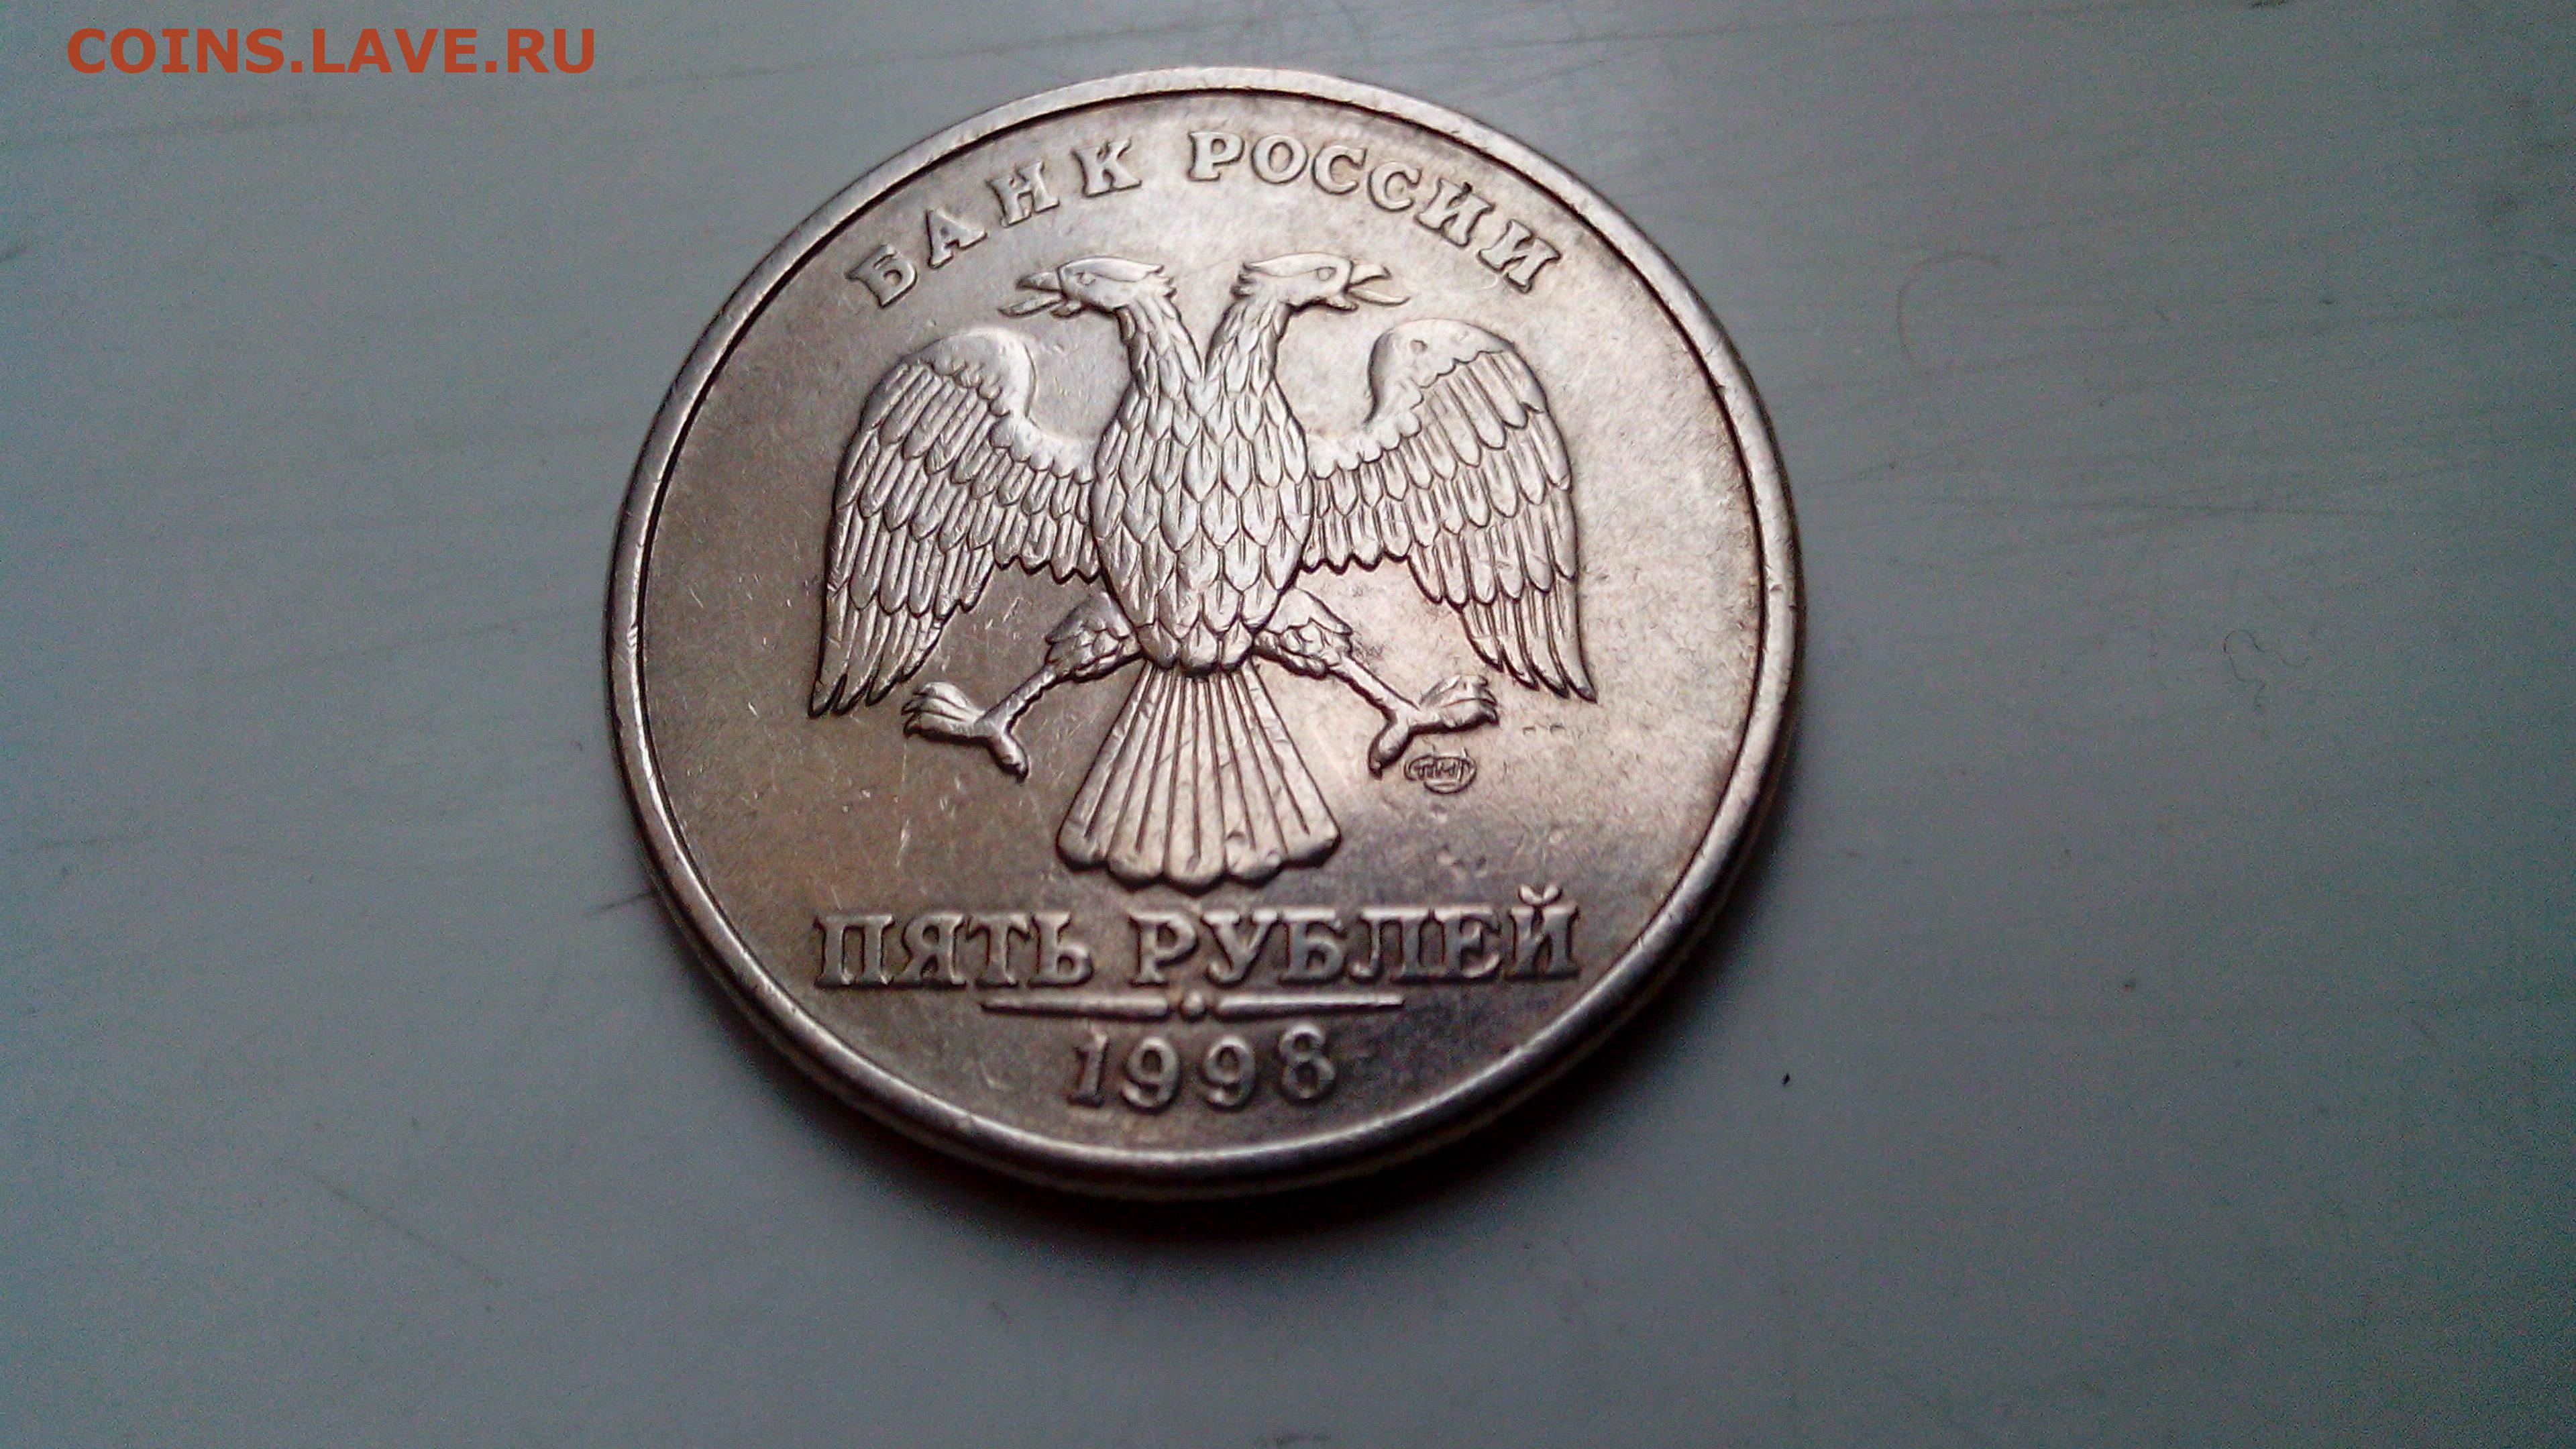 COINS.LAVE.RU
БАНК РОССИИ
ПЯТЬ РУБЛЕЙ
1998